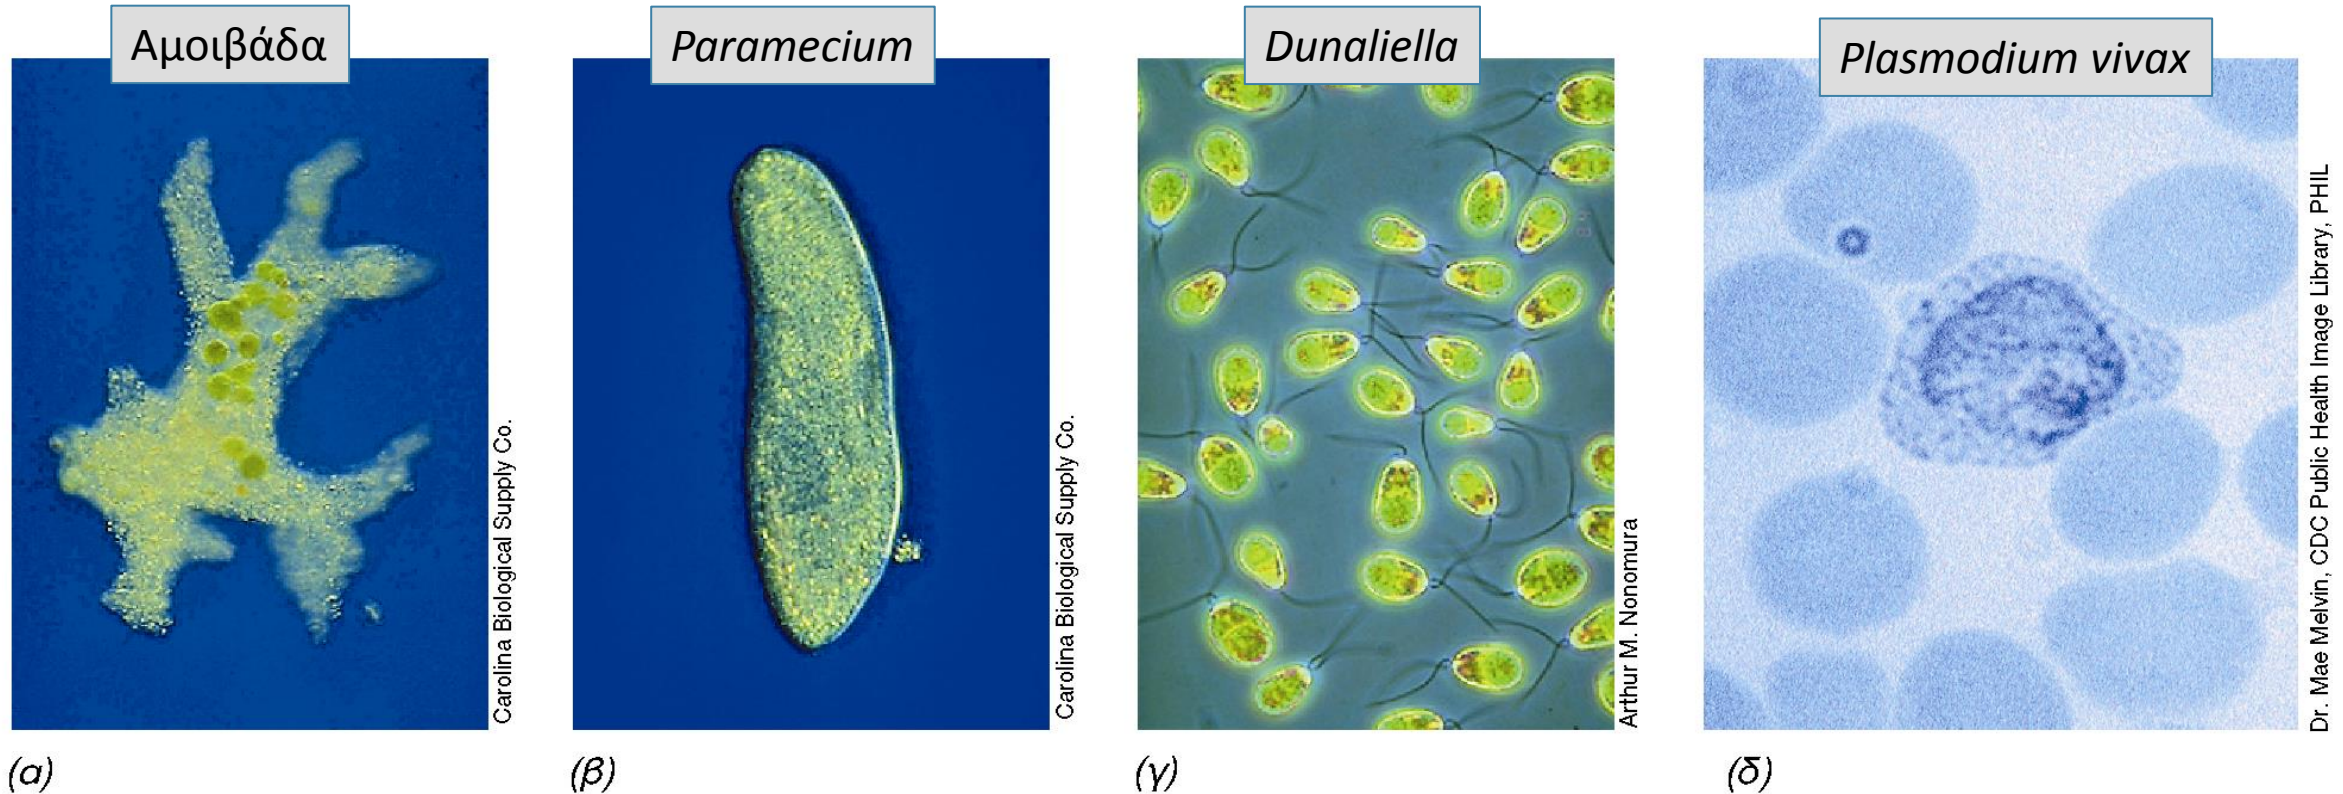 Αμοιβάδα
Paramecium
Dunaliella
Plasmodium vivax
Carolina Biological Supply Co.
Carolina Biological Supply Co.
Arthur M. Nonomura
Dr. Mae Melvin, CDC Public Health Image Library, PHIL
(α)
(β)
(γ)
(δ)